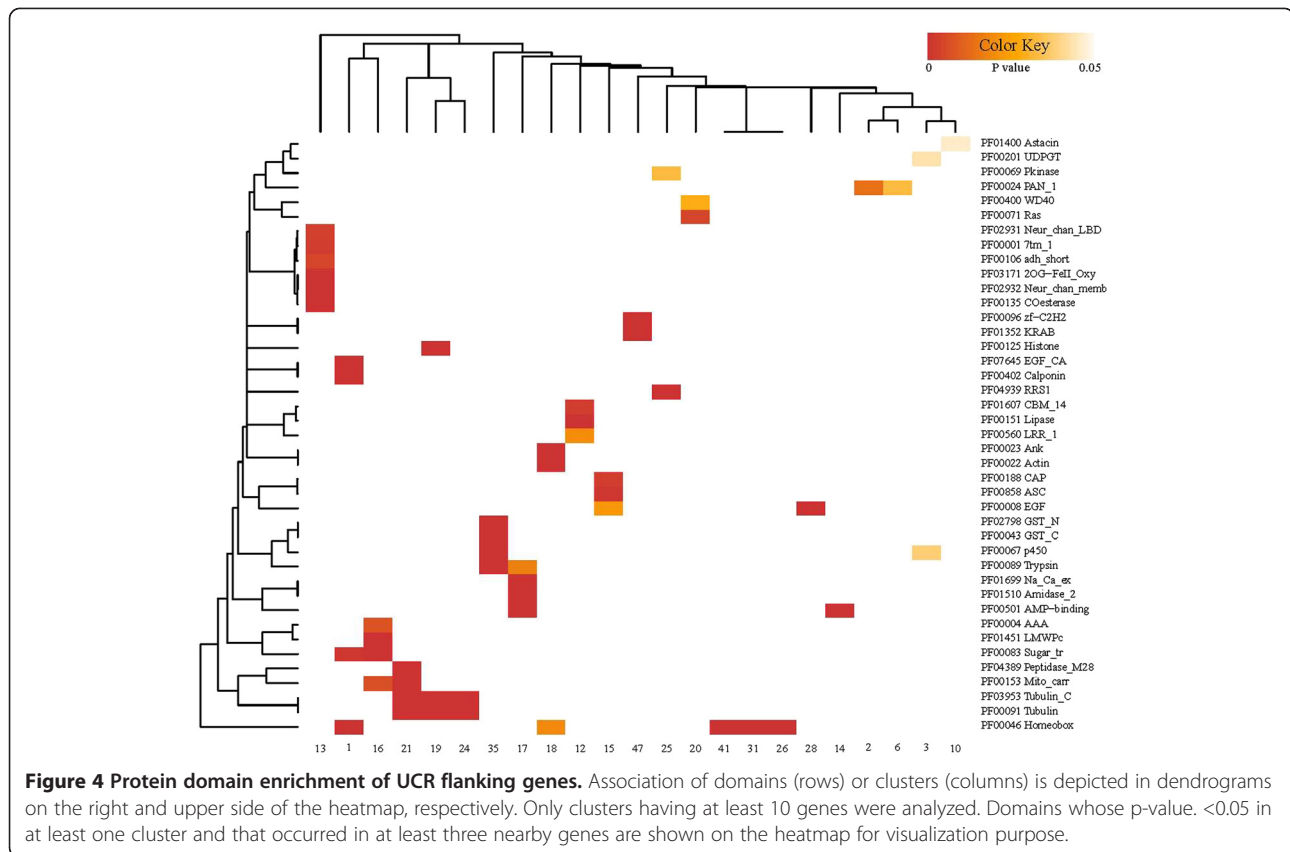 Color Key
0 P value 0.05
PF01400 Astacin
PF00201 UDPGT
PF00069 Pkinase
PF00024 PAN_1
PF00400 WD40
PF00071 Ras
PF02931 Neur_chan_LBD
PF00001 7tm_1
PF00106 adh_short
PF03171 2OG−FeII_Oxy
PF02932 Neur_chan_memb
PF00135 COesterase
PF00096 zf−C2H2
PF01352 KRAB
PF00125 Histone
PF07645 EGF_CA
PF00402 Calponin
PF04939 RRS1
PF01607 CBM_14
PF00151 Lipase
PF00560 LRR_1
PF00023 Ank
PF00022 Actin
PF00188 CAP
PF00858 ASC
PF00008 EGF
PF02798 GST_N
PF00043 GST_C
PF00067 p450
PF00089 Trypsin
PF01699 Na_Ca_ex
PF01510 Amidase_2
PF00501 AMP−binding
PF00004 AAA
PF01451 LMWPc
PF00083 Sugar_tr
PF04389 Peptidase_M28
PF00153 Mito_carr
PF03953 Tubulin_C
PF00091 Tubulin
PF00046 Homeobox
13 1 16 21 19 24 35 17 18 12 15 47 25 20 41 31 26 28 14 2 6 3 10
Figure 4 Protein domain enrichment of UCR flanking genes. Association of domains (rows) or clusters (columns) is depicted in dendrograms
on the right and upper side of the heatmap, respectively. Only clusters having at least 10 genes were analyzed. Domains whose p-value. <0.05 in
at least one cluster and that occurred in at least three nearby genes are shown on the heatmap for visualization purpose.